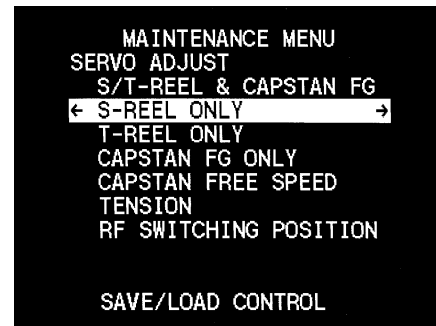 MAINTENANCE MENU
SERVO ADJUST
S/T-REEL & CAPSTAN FG
← S-REEL ONLY →
T-REEL ONLY
CAPSTAN FG ONLY
CAPSTAN FREE SPEED
TENSION
RF SWITCHING POSITION
SAVE/LOAD CONTROL